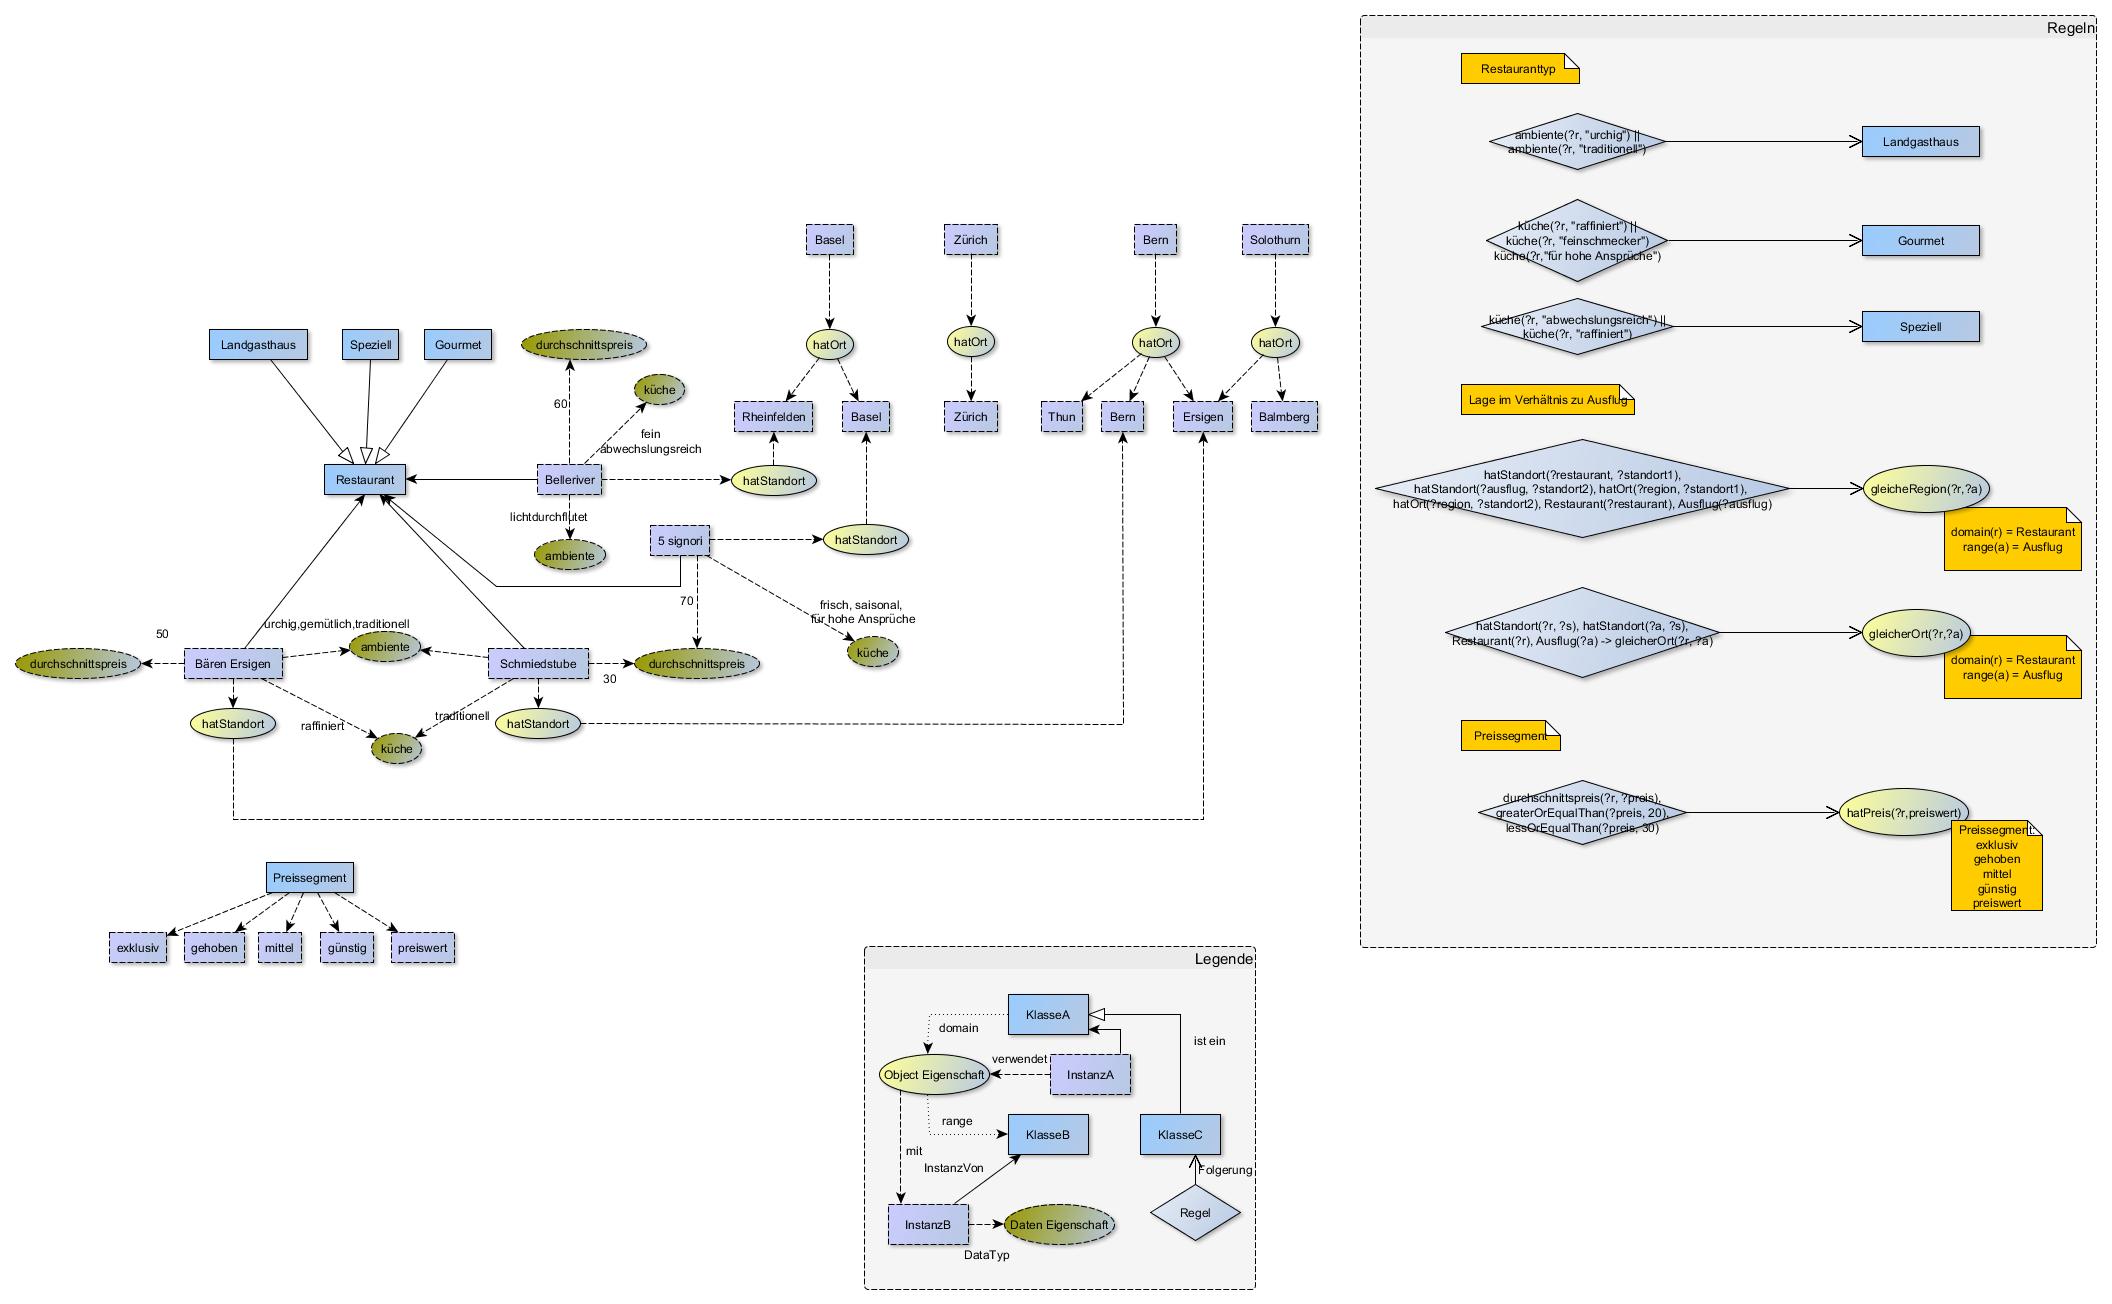 Regeln
Restauranttyp
ambiente(?r, "urchig") ||
ambiente(?r, "traditionell")
Landgasthaus
küche(?r, "raffiniert") ||
küche(?r, "feinschmecker")
küche(?r,"für hohe Ansprüche")
Gourmet
küche(?r, "abwechslungsreich") ||
küche(?r, "raffiniert")
Speziell
Lage im Verhältnis zu Ausflug
hatStandort(?restaurant, ?standort1),
hatStandort(?ausflug, ?standort2), hatOrt(?region, ?standort1),
hatOrt(?region, ?standort2), Restaurant(?restaurant), Ausflug(?ausflug)
gleicheRegion(?r,?a)
domain(r) = Restaurant
range(a) = Ausflug
hatStandort(?r, ?s), hatStandort(?a, ?s),
Restaurant(?r), Ausflug(?a) -> gleicherOrt(?r, ?a)
gleicherOrt(?r,?a)
domain(r) = Restaurant
range(a) = Ausflug
Preissegment
durchschnittspreis(?r, ?preis),
greaterOrEqualThan(?preis, 20),
lessOrEqualThan(?preis, 30)
hatPreis(?r,preiswert)
Preissegment:
exklusiv
gehoben
mittel
günstig
preiswert
Basel
Zürich
Bern
Solothurn
hatOrt
hatOrt
hatOrt
hatOrt
Rheinfelden
Basel
Zürich
Thun
Bern
Ersigen
Balmberg
Landgasthaus
Speziell
Gourmet
durchschnittspreis
küche
60
fein
abwechslungsreich
Restaurant
Belleriver
hatStandort
lichtdurchflutet
ambiente
5 signori
hatStandort
70
frisch, saisonal,
für hohe Ansprüche
küche
50
urchig,gemütlich,traditionell
ambiente
durchschnittspreis
Bären Ersigen
Schmiedstube
durchschnittspreis
30
hatStandort
raffiniert
traditionell
hatStandort
küche
Preissegment
exklusiv
gehoben
mittel
günstig
preiswert
Legende
KlasseA
domain
ist ein
verwendet
Object Eigenschaft
InstanzA
range
KlasseB
KlasseC
mit
InstanzVon
Folgerung
InstanzB
Daten Eigenschaft
Regel
DataTyp